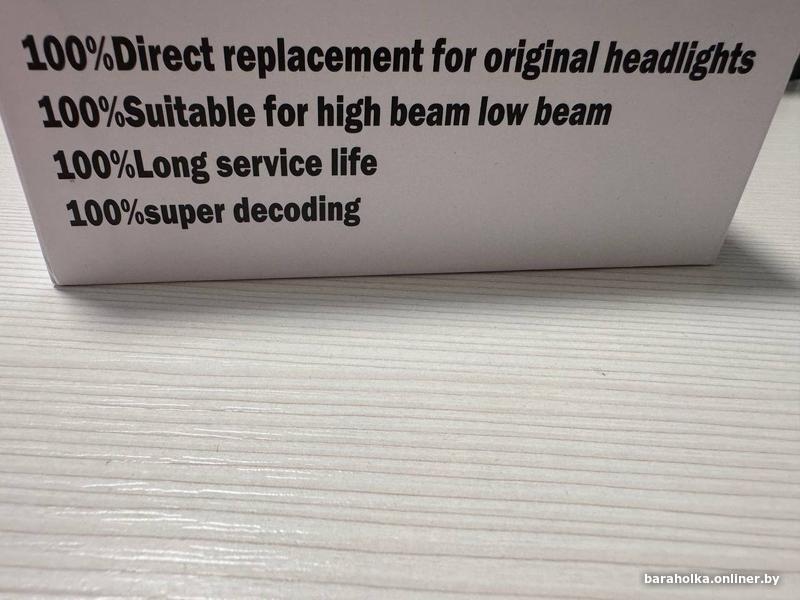 100%Direct replacement for original headlights
100%Suitable for high beam low beam
100%Long service life
100%super decoding
baraholka.onliner.by